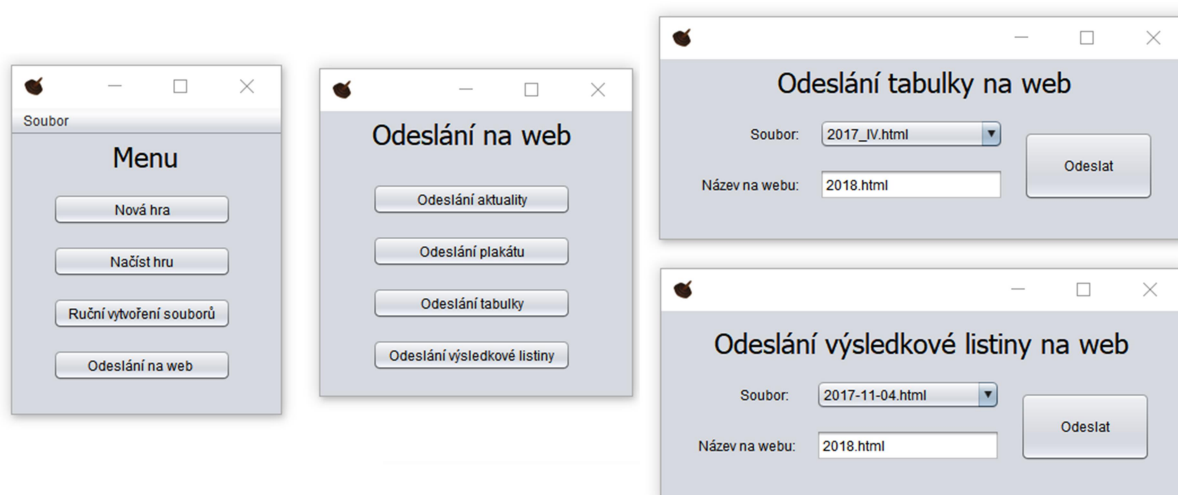 Soubor
Menu
Nová hra
Načíst hru
Ruční vytvoření souborů
Odeslání na web
Odeslání na web
Odeslání aktuality
Odeslání plakátu
Odeslání tabulky
Odeslání výsledkové listiny
Odeslání tabulky na web
Soubor: 2017_IV.html
Odeslat
Název na webu: 2018.html
Odeslání výsledkové listiny na web
Soubor: 2017-11-04.html
Odeslat
Název na webu: 2018.html